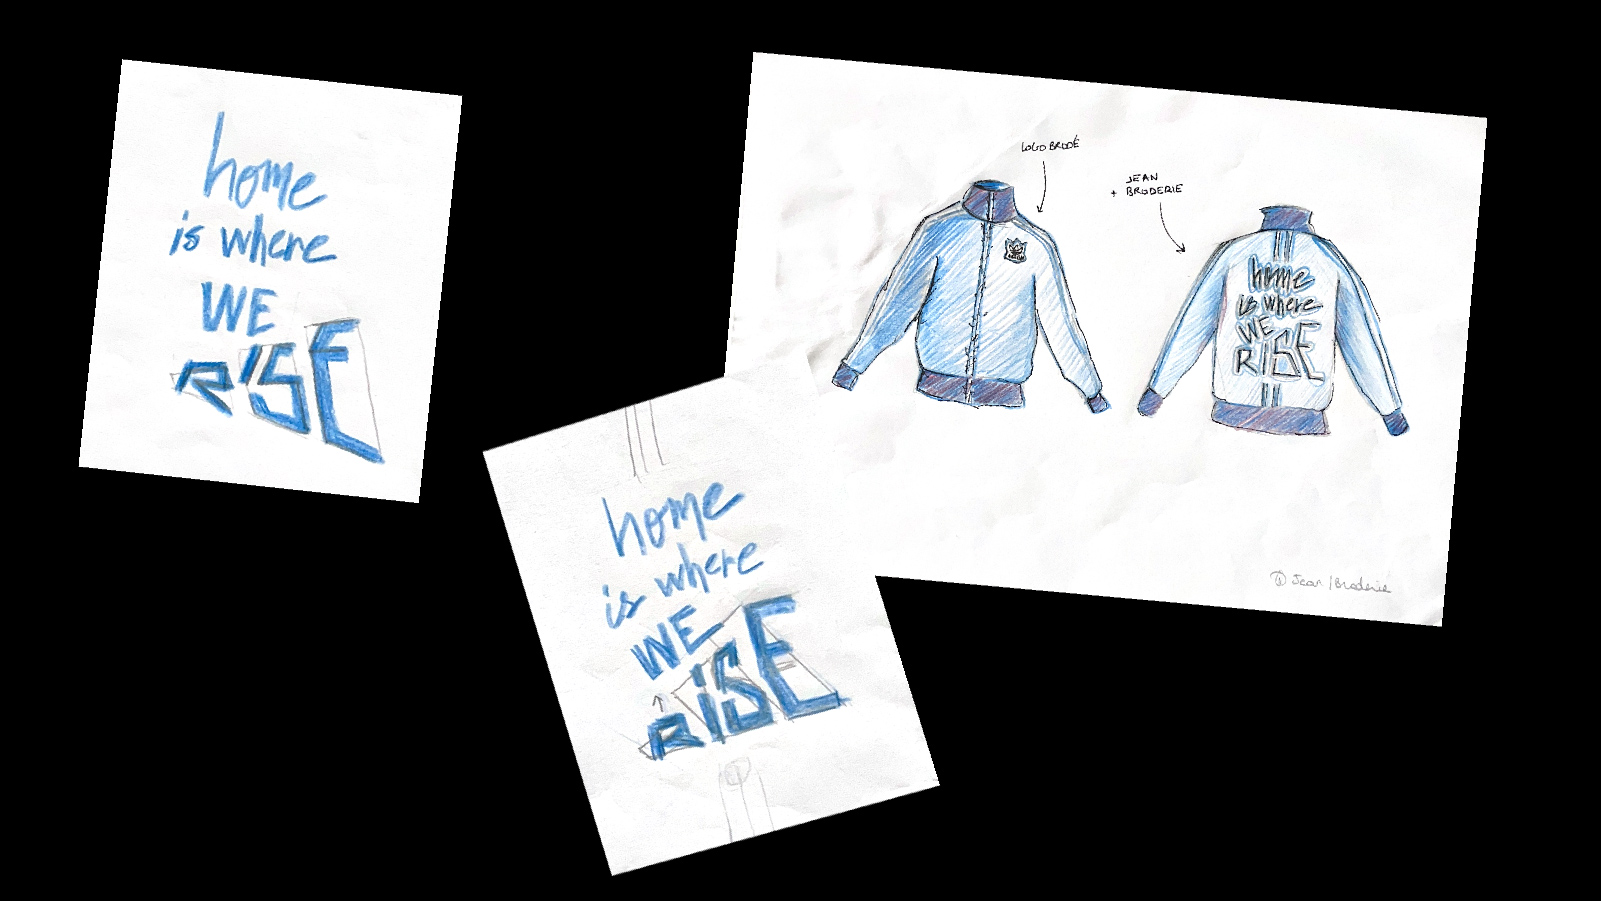 home
is where
WE
RISE
LOGO BRODÉ
JEAN
+ BRODERIE
home
is where
WE
RISE
home
is where
WE
RiSE
Jean / Broderie